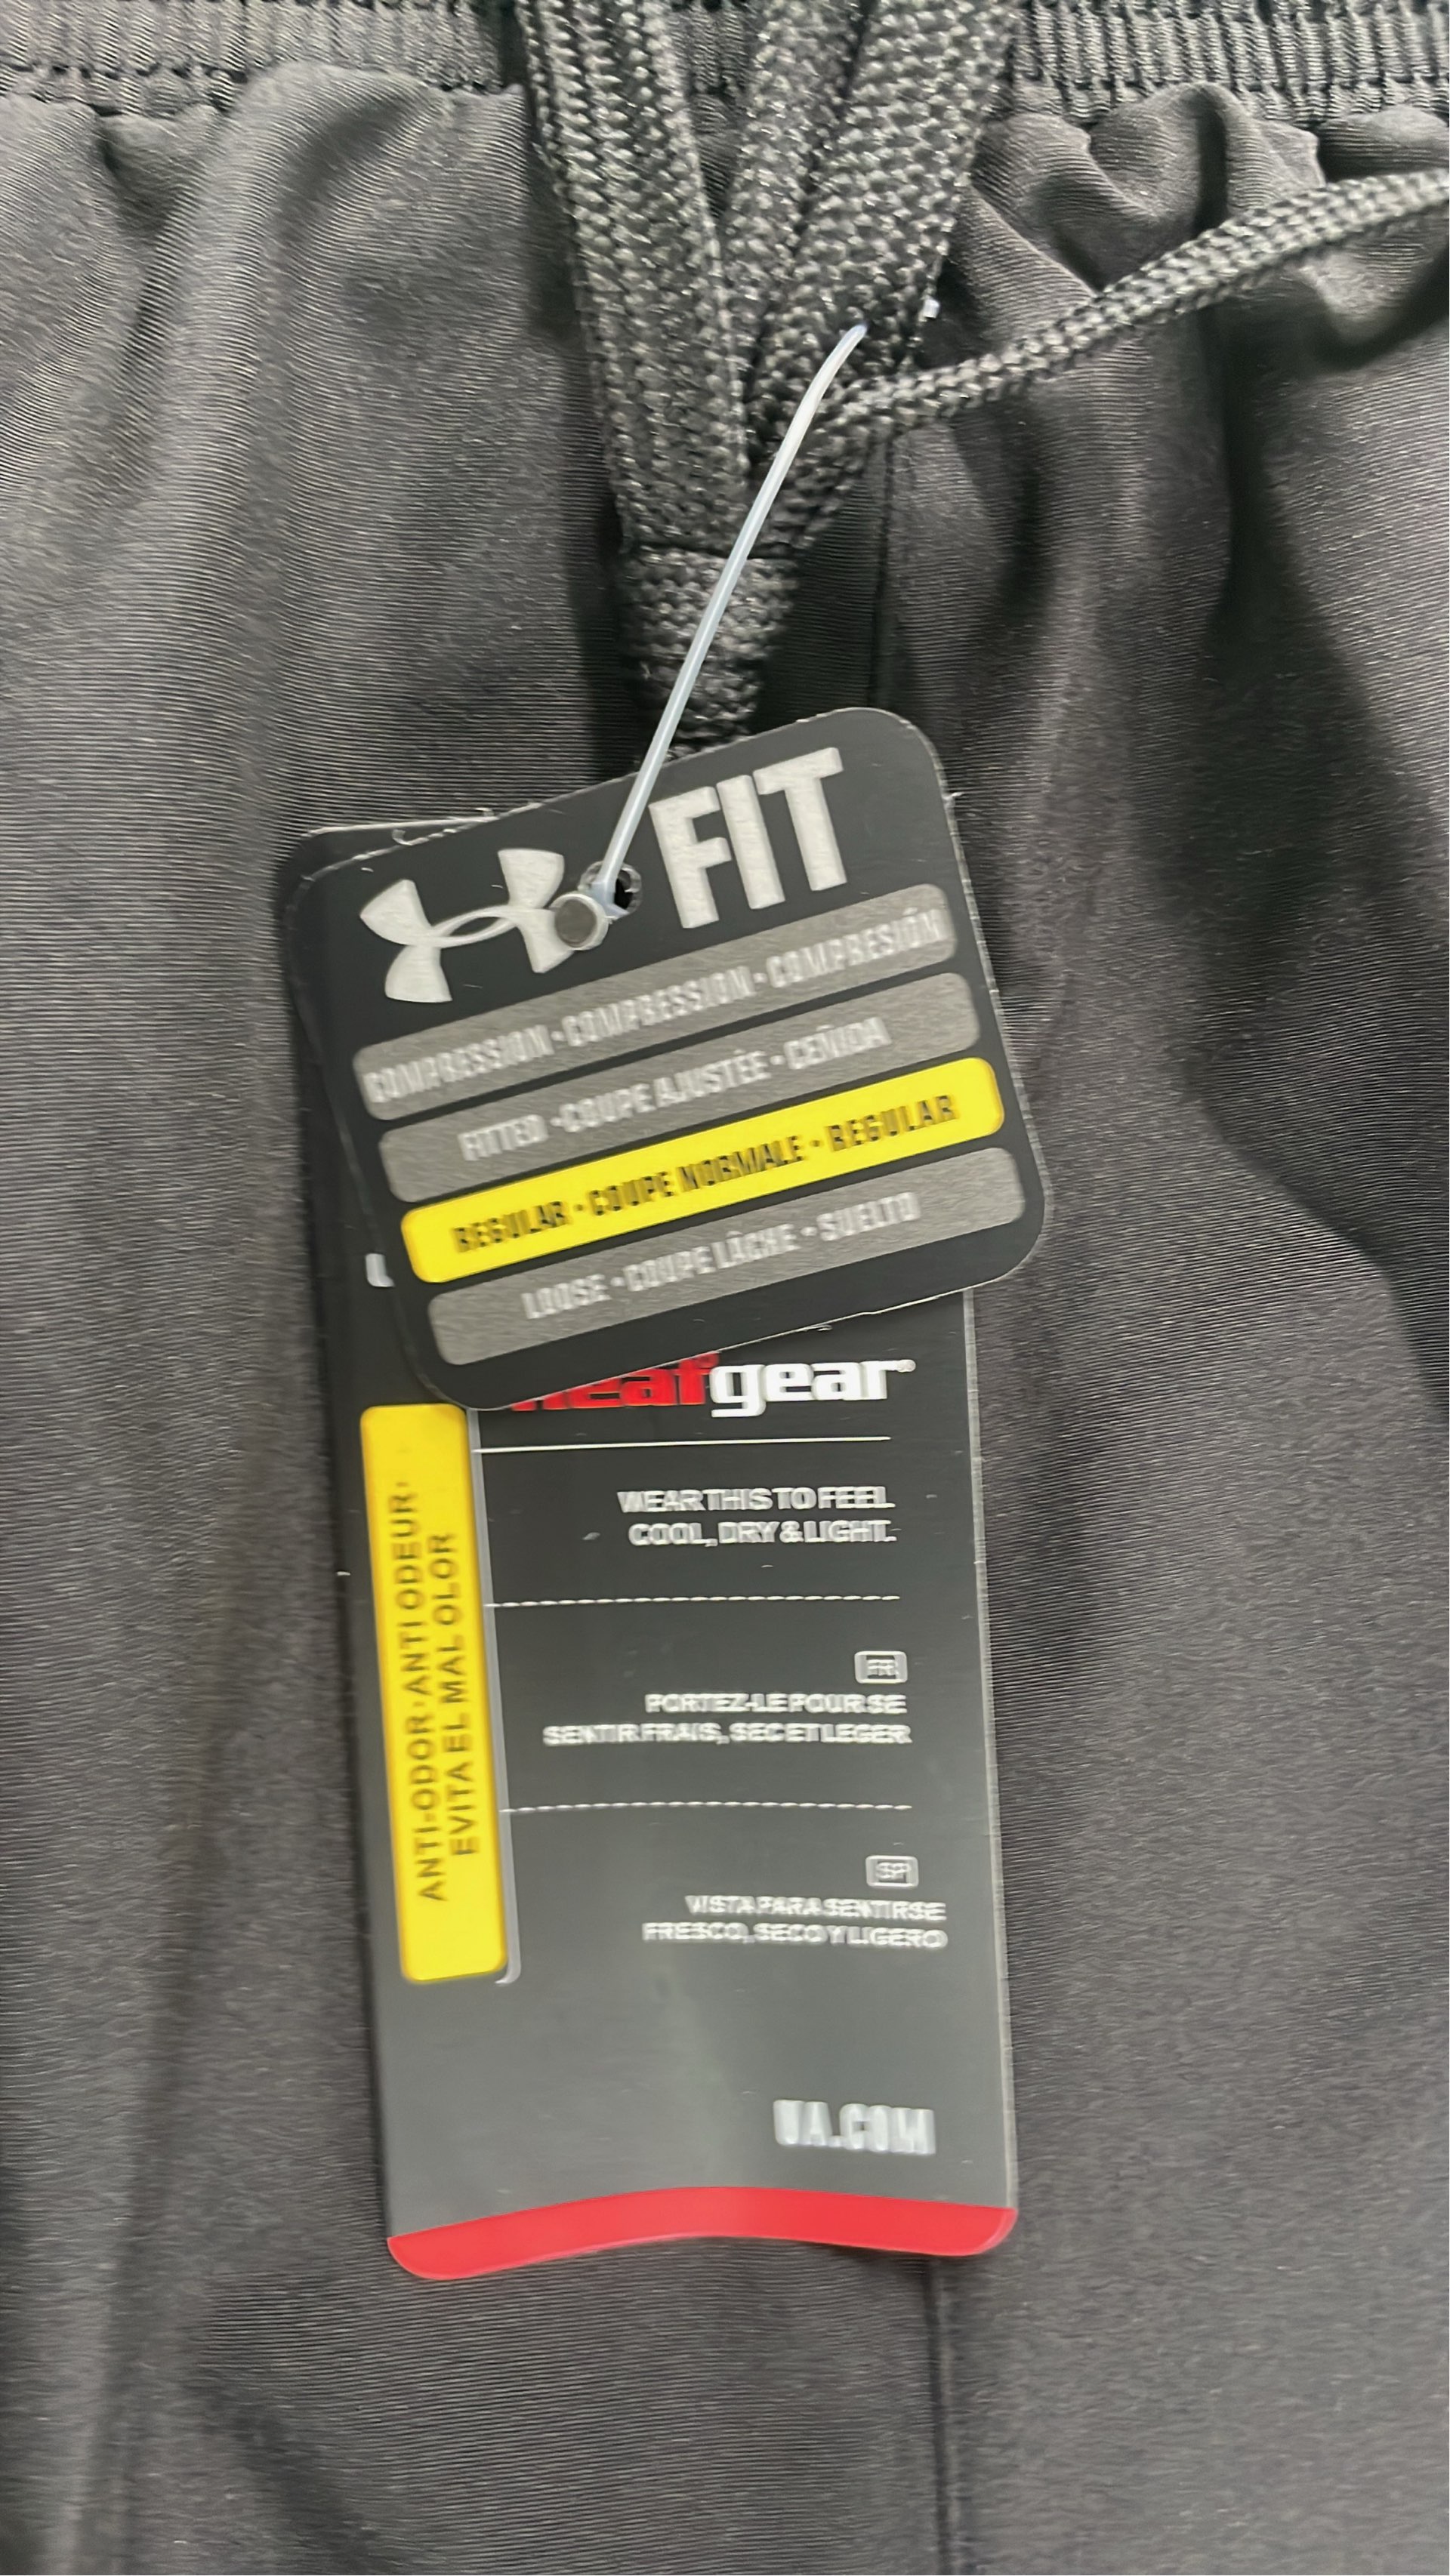 FIT
COMPRESSION · COMPRESSION · COMPRESIÓN
FITTED · COUPE AJUSTÉE · CEÑIDA
REGULAR · COUPE NORMALE · REGULAR
LOOSE · COUPE LÂCHE · SUELTO
heatgear®
WEAR THIS TO FEEL
COOL, DRY & LIGHT.
FR
PORTEZ-LE POUR SE
SENTIR FRAIS, SEC ET LEGER
SP
VISTA PARA SENTIRSE
FRESCO, SECO Y LIGERO
ANTI-ODOR · ANTI ODEUR ·
EVITA EL MAL OLOR
UA.COM